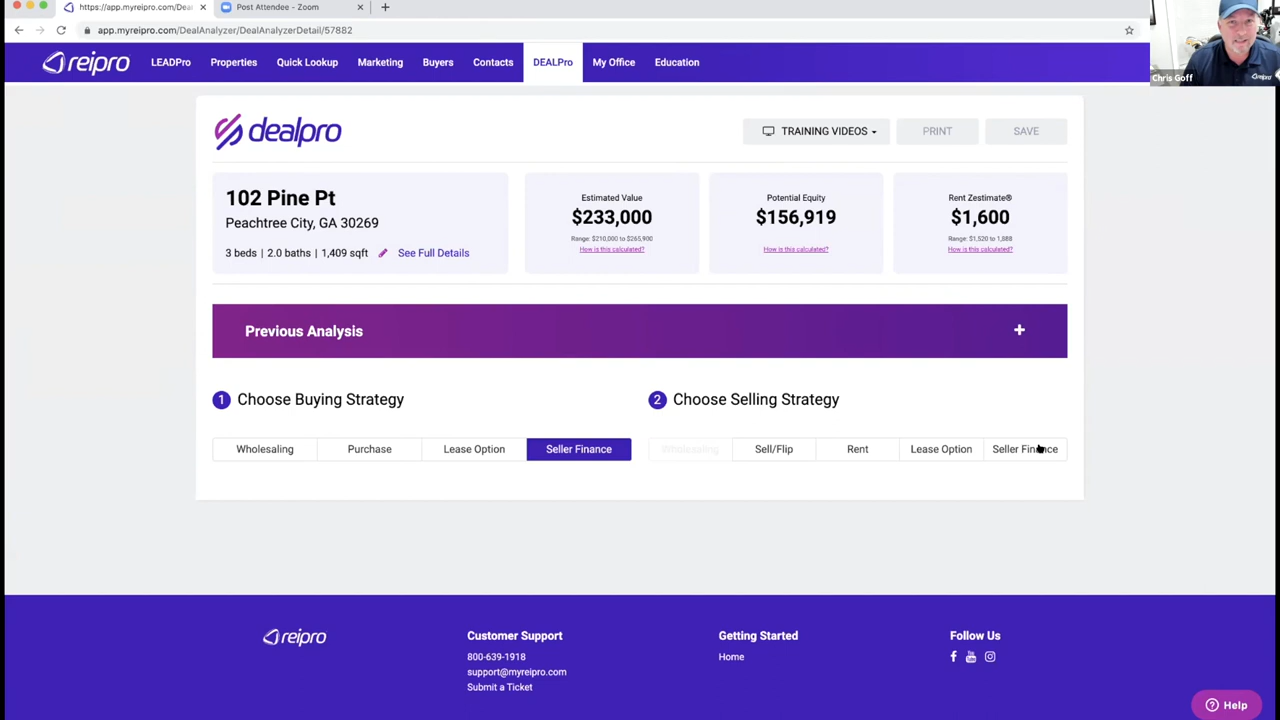 https://app.myreipro.com/Dea
Post Attendee - Zoom
app.myreipro.com/DealAnalyzer/DealAnalyzerDetail/57882
reipro
LEADPro
Properties
Quick Lookup
Marketing
Buyers
Contacts
DEALPro
My Office
Education
Chris Goff
reipro
dealpro
TRAINING VIDEOS
PRINT
SAVE
102 Pine Pt
Peachtree City, GA 30269
3 beds | 2.0 baths | 1,409 sqft
See Full Details
Estimated Value
$233,000
Range: $210,000 to $265,900
How is this calculated?
Potential Equity
$156,919
How is this calculated?
Rent Zestimate®
$1,600
Range: $1,520 to 1,888
How is this calculated?
Previous Analysis
1 Choose Buying Strategy
2 Choose Selling Strategy
Wholesaling
Purchase
Lease Option
Seller Finance
Wholesaling
Sell/Flip
Rent
Lease Option
Seller Finance
reipro
Customer Support
800-639-1918
support@myreipro.com
Submit a Ticket
Getting Started
Home
Follow Us
You Tube
Help